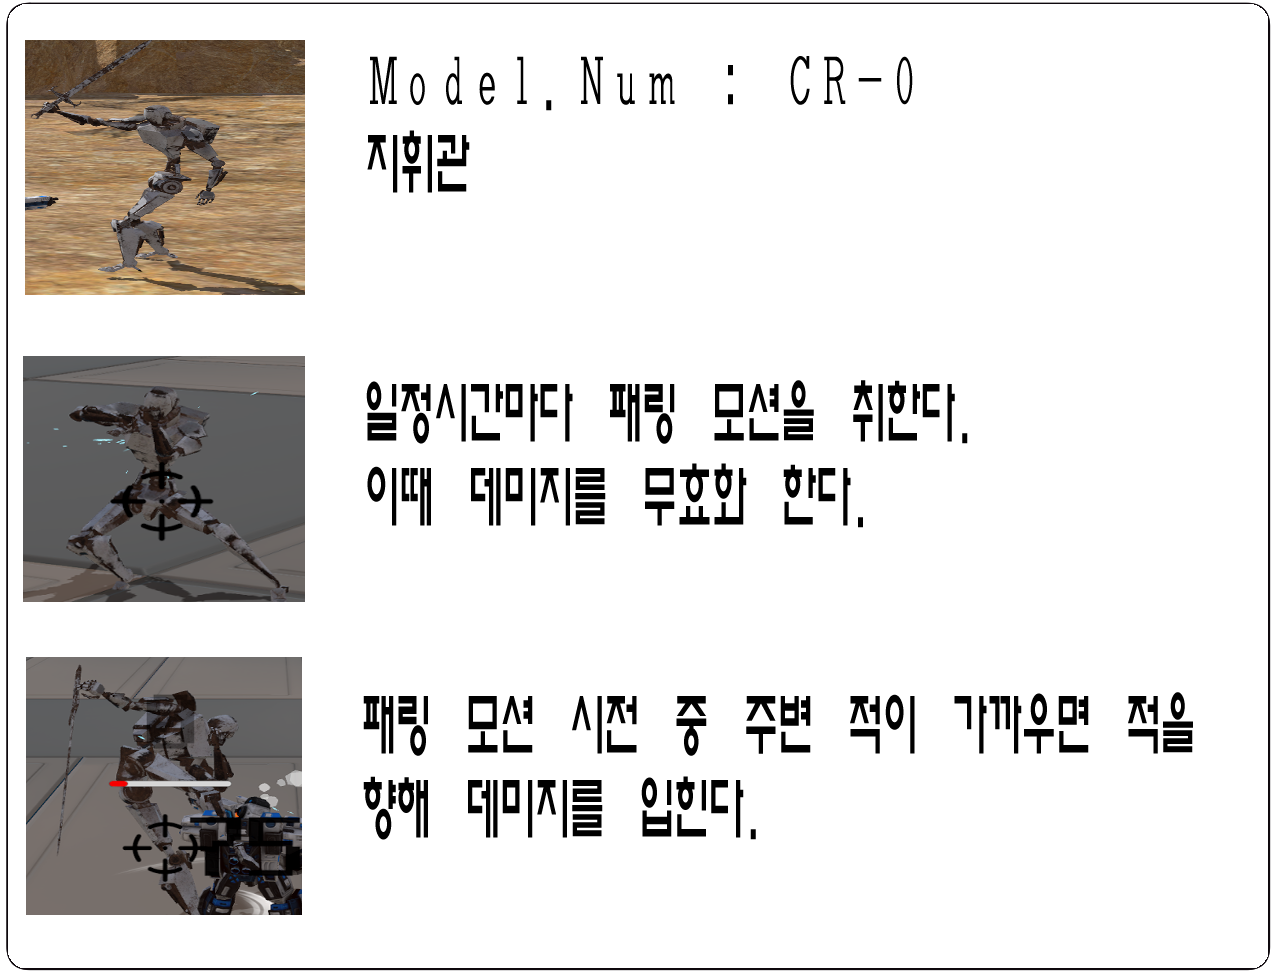 Model.Num : CR-0
지휘관
일정시간마다 패링 모션을 취한다.
이때 데미지를 무효화 한다.
패링 모션 시전 중 주변 적이 가까우면 적을
향해 데미지를 입힌다.